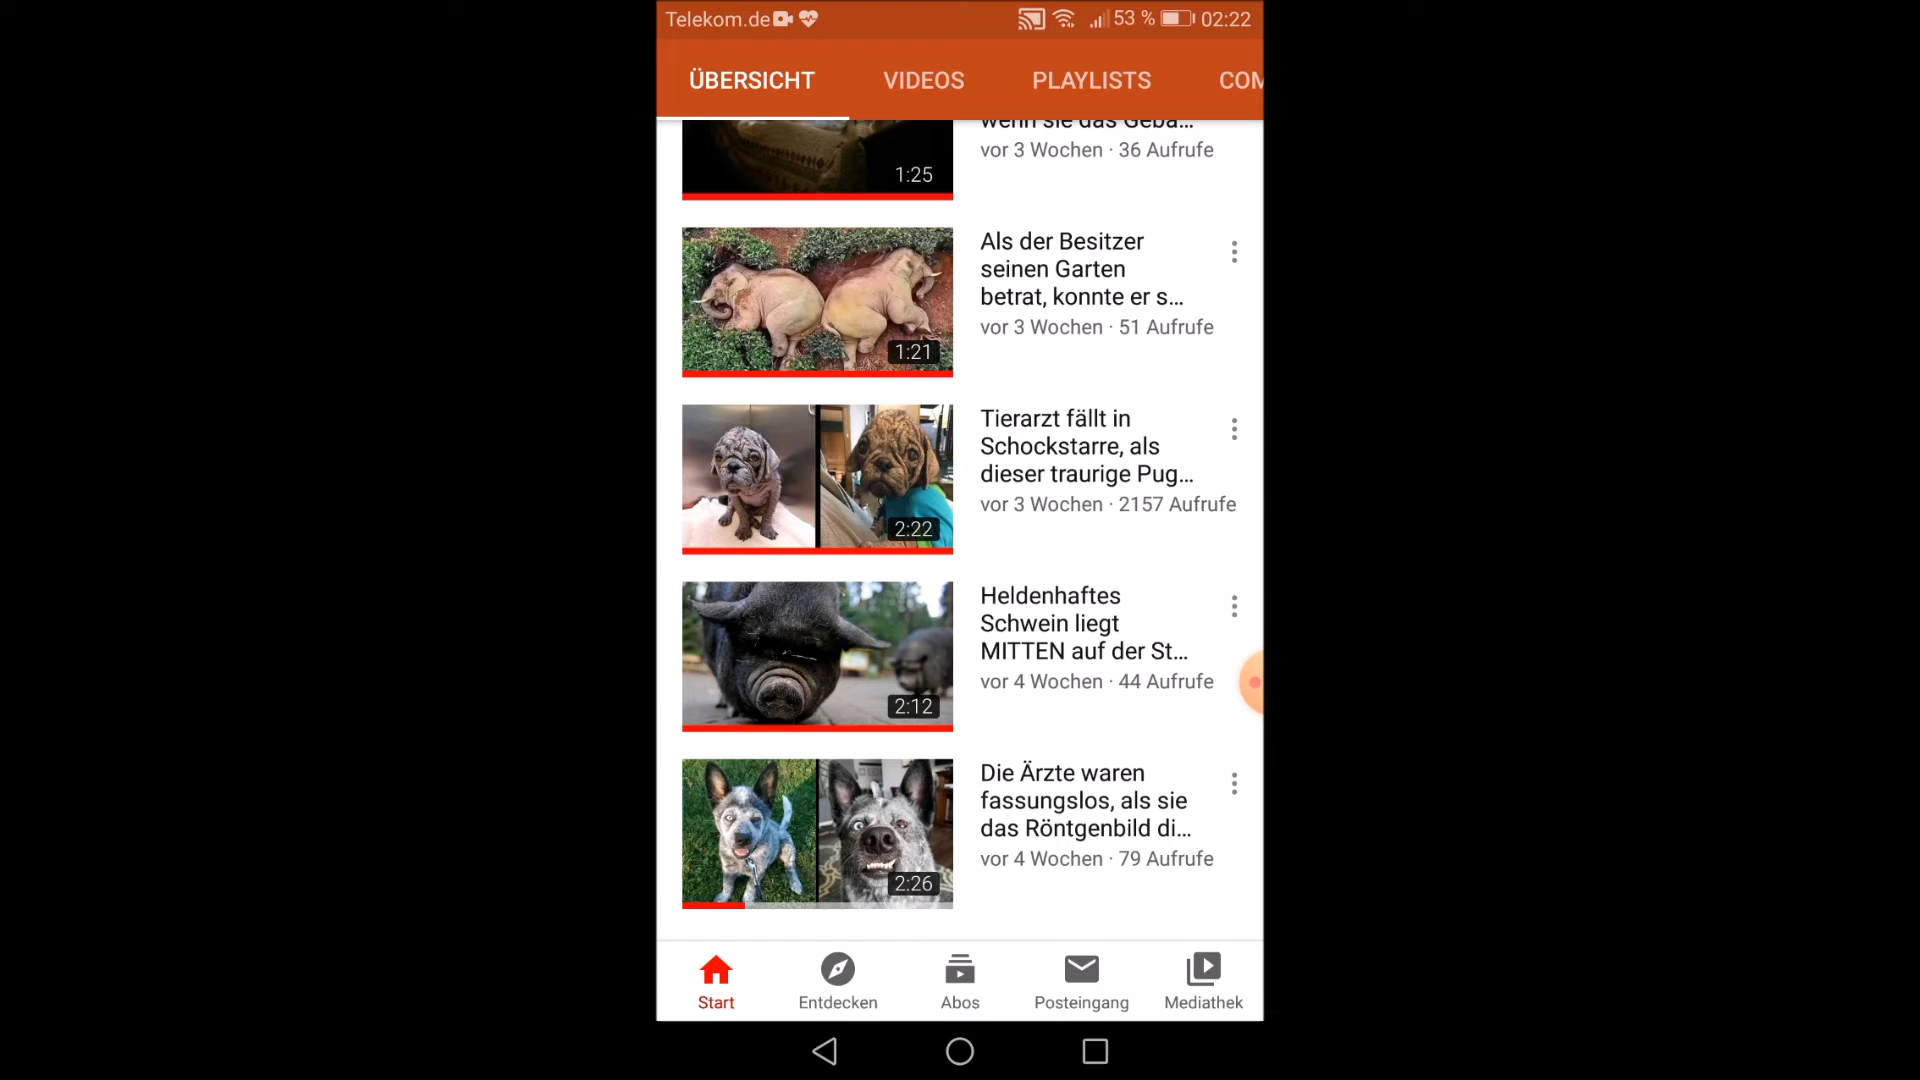 Telekom.de 53 % 02:22
ÜBERSICHT VIDEOS PLAYLISTS COM
wenn sie das Geba...
vor 3 Wochen · 36 Aufrufe
1:25
Als der Besitzer
seinen Garten
betrat, konnte er s...
vor 3 Wochen · 51 Aufrufe
1:21
Tierarzt fällt in
Schockstarre, als
dieser traurige Pug...
vor 3 Wochen · 2157 Aufrufe
2:22
Heldenhaftes
Schwein liegt
MITTEN auf der St...
vor 4 Wochen · 44 Aufrufe
2:12
Die Ärzte waren
fassungslos, als sie
das Röntgenbild di...
vor 4 Wochen · 79 Aufrufe
2:26
Start Entdecken Abos Posteingang Mediathek